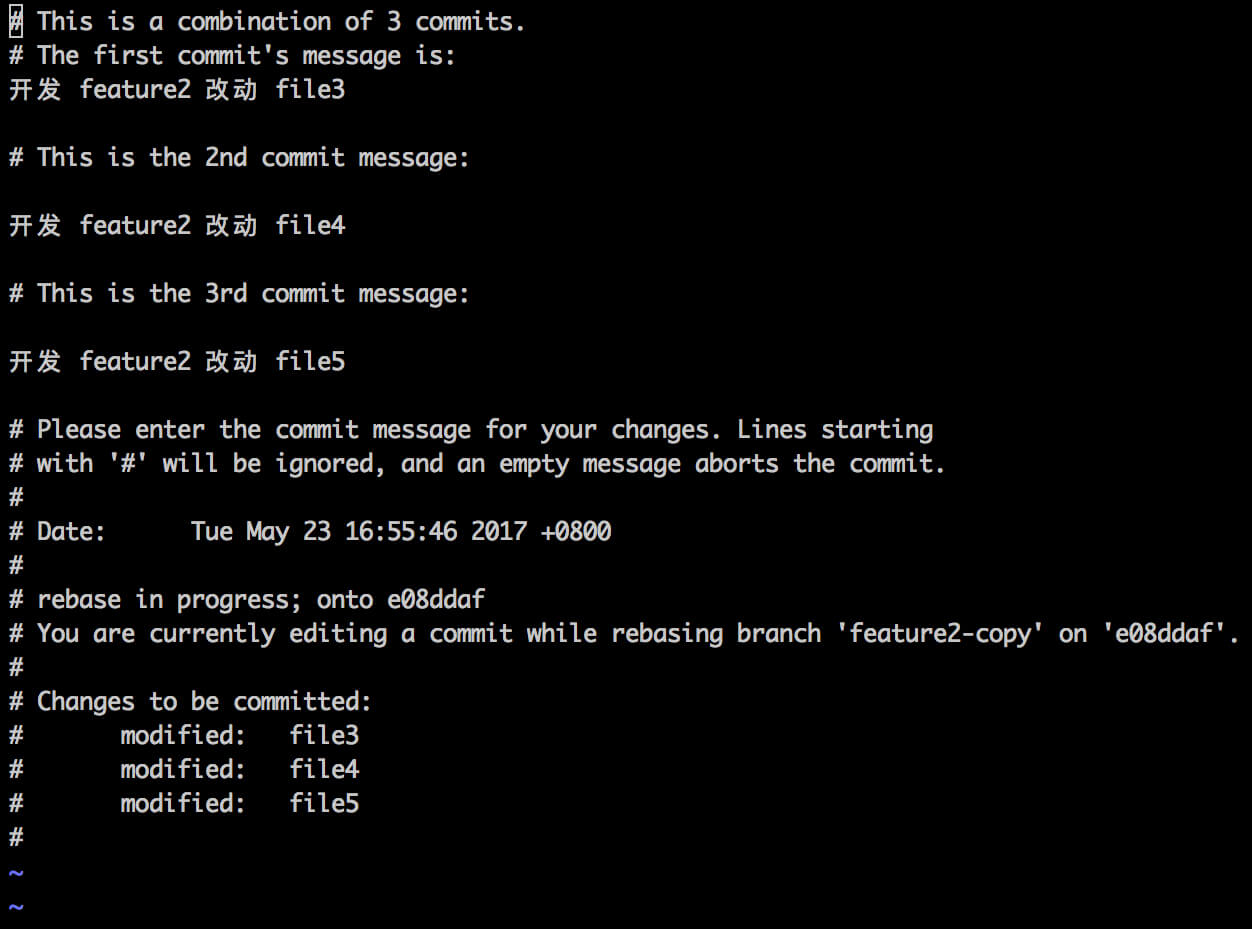 # This is a combination of 3 commits.
# The first commit's message is:
开发 feature2 改动 file3
# This is the 2nd commit message:
开发 feature2 改动 file4
# This is the 3rd commit message:
开发 feature2 改动 file5
# Please enter the commit message for your changes. Lines starting
# with '#' will be ignored, and an empty message aborts the commit.
#
# Date:      Tue May 23 16:55:46 2017 +0800
#
# rebase in progress; onto e08ddaf
# You are currently editing a commit while rebasing branch 'feature2-copy' on 'e08ddaf'.
#
# Changes to be committed:
#       modified:   file3
#       modified:   file4
#       modified:   file5
#
~
~